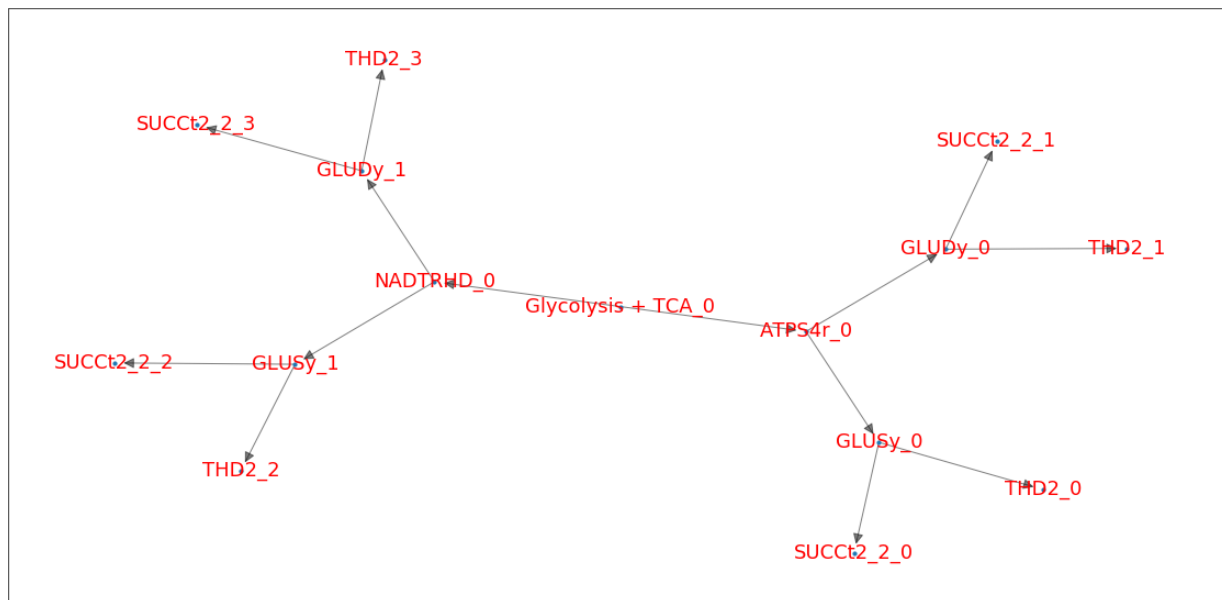 THD2_3
SUCCt2_2_3
SUCCt2_2_1
GLUDy_1
GLUDy_0
THD2_1
NADTRHD_0
Glycolysis + TCA_0
ATPS4r_0
SUCCt2_2_2
GLUSy_1
GLUSy_0
THD2_2
THD2_0
SUCCt2_2_0